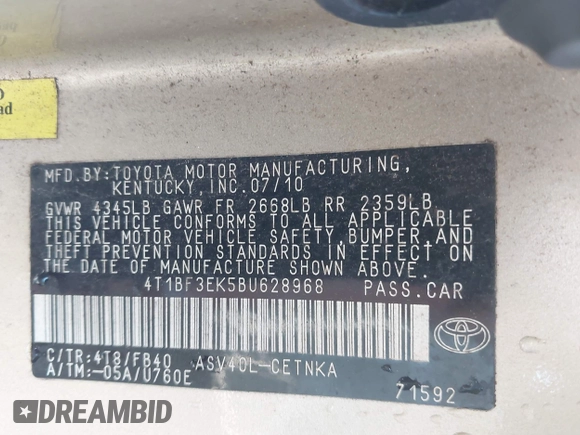 ad
MFD.BY:TOYOTA MOTOR MANUFACTURING,
KENTUCKY,INC.07/10
GVWR 4345LB GAWR FR 2668LB RR 2359LB
THIS VEHICLE CONFORMS TO ALL APPLICABLE
FEDERAL MOTOR VEHICLE SAFETY,BUMPER,AND
THEFT PREVENTION STANDARDS IN EFFECT ON
THE DATE OF MANUFACTURE SHOWN ABOVE.
4T1BF3EK5BU628968 PASS.CAR
C/TR:4T8/FB40 ASV40L-CETNKA
A/TM:-05A/U760E
71592
DREAMBID